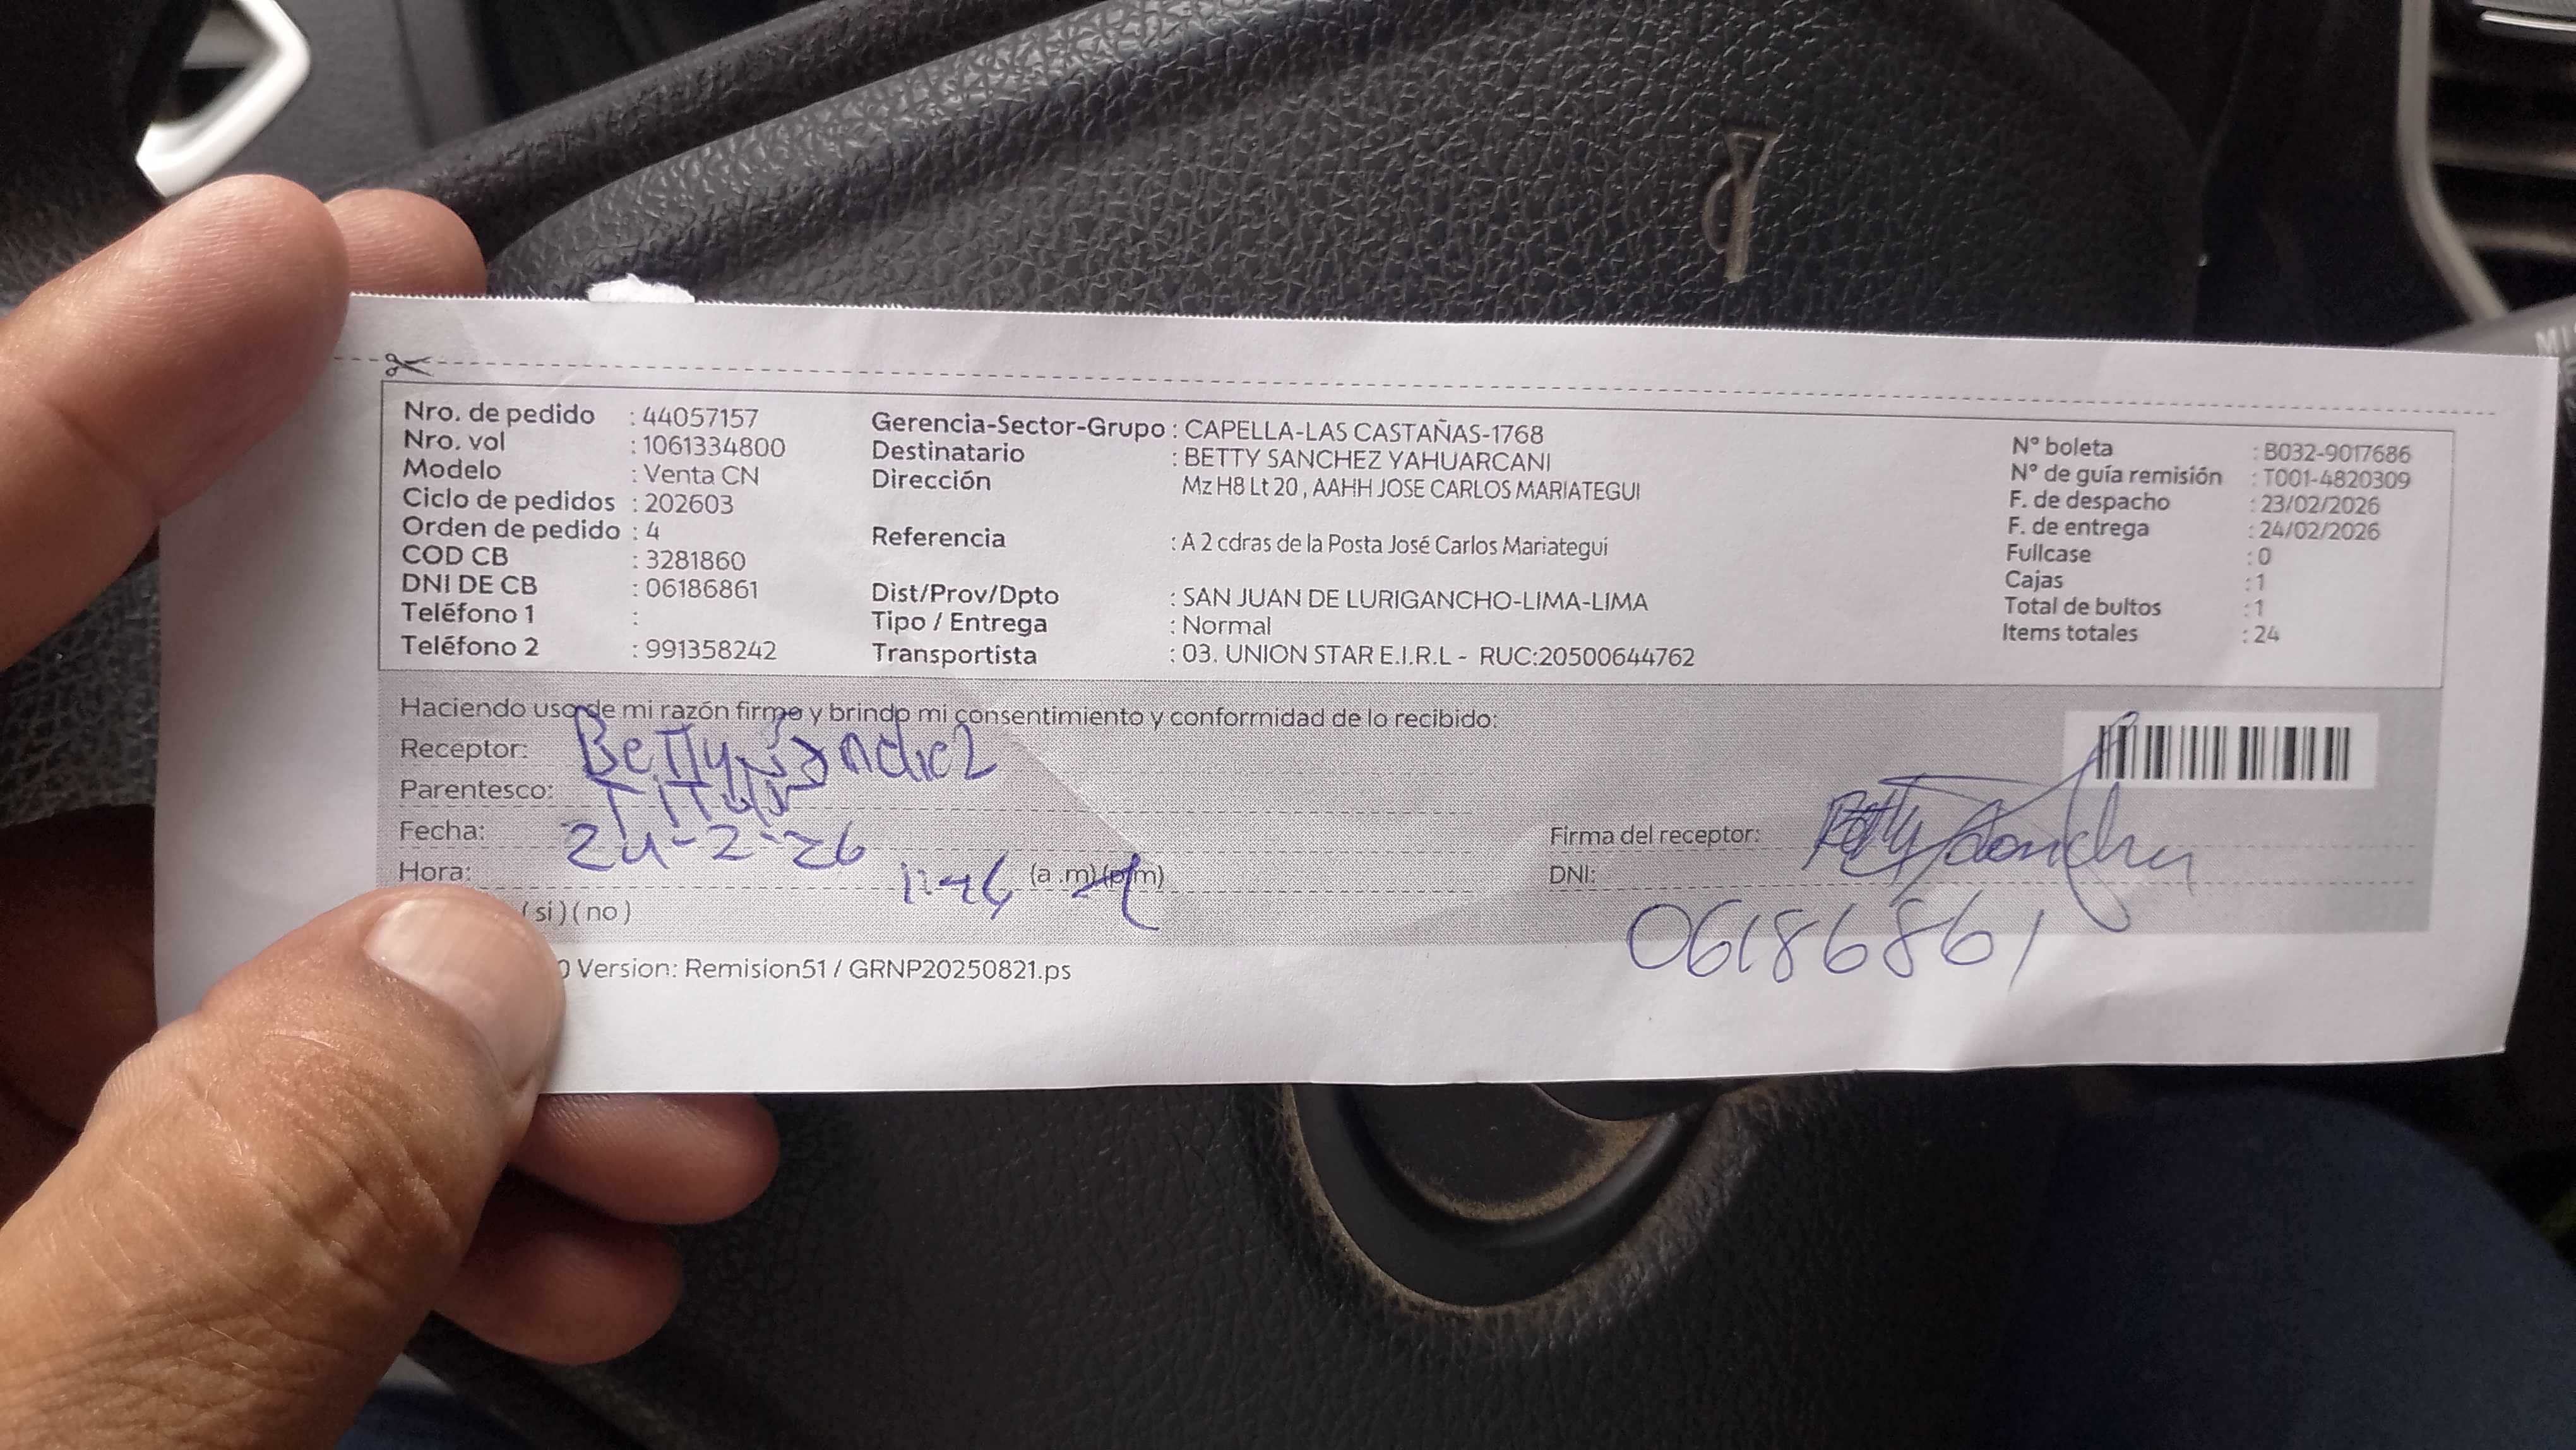 Nro. de pedido : 44057157
Nro. vol : 1061334800
Modelo : Venta CN
Ciclo de pedidos : 202603
Orden de pedido : 4
COD CB : 3281860
DNI DE CB : 06186861
Teléfono 1 :
Teléfono 2 : 991358242
Gerencia-Sector-Grupo : CAPELLA-LAS CASTAÑAS-1768
Destinatario : BETTY SANCHEZ YAHUARCANI
Dirección Mz H8 Lt 20 , AAHH JOSE CARLOS MARIATEGUI
Referencia : A 2 cdras de la Posta José Carlos Mariategui
Dist/Prov/Dpto : SAN JUAN DE LURIGANCHO-LIMA-LIMA
Tipo / Entrega : Normal
Transportista : 03. UNION STAR E.I.R.L - RUC:20500644762
N° boleta : B032-9017686
N° de guía remisión : T001-4820309
F. de despacho : 23/02/2026
F. de entrega : 24/02/2026
Fullcase : 0
Cajas : 1
Total de bultos : 1
Items totales : 24
Haciendo uso de mi razón firmo y brindo mi consentimiento y conformidad de lo recibido:
Receptor: Betty Sanchez
Parentesco: Titular
Fecha: 24-2-26
Hora: (a .m) (p.m)
( si ) ( no )
Firma del receptor: Betty Sanchez
DNI: 06186861
Version: Remision51 / GRNP20250821.ps